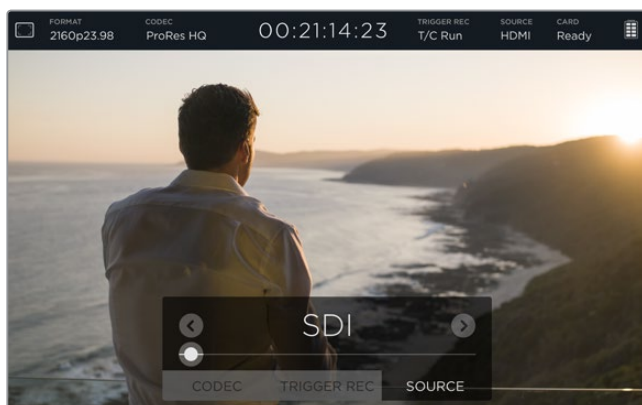 FORMAT
2160p23.98
CODEC
ProRes HQ
00:21:14:23
TRIGGER REC
T/C Run
SOURCE
HDMI
CARD
Ready
SDI
CODEC
TRIGGER REC
SOURCE